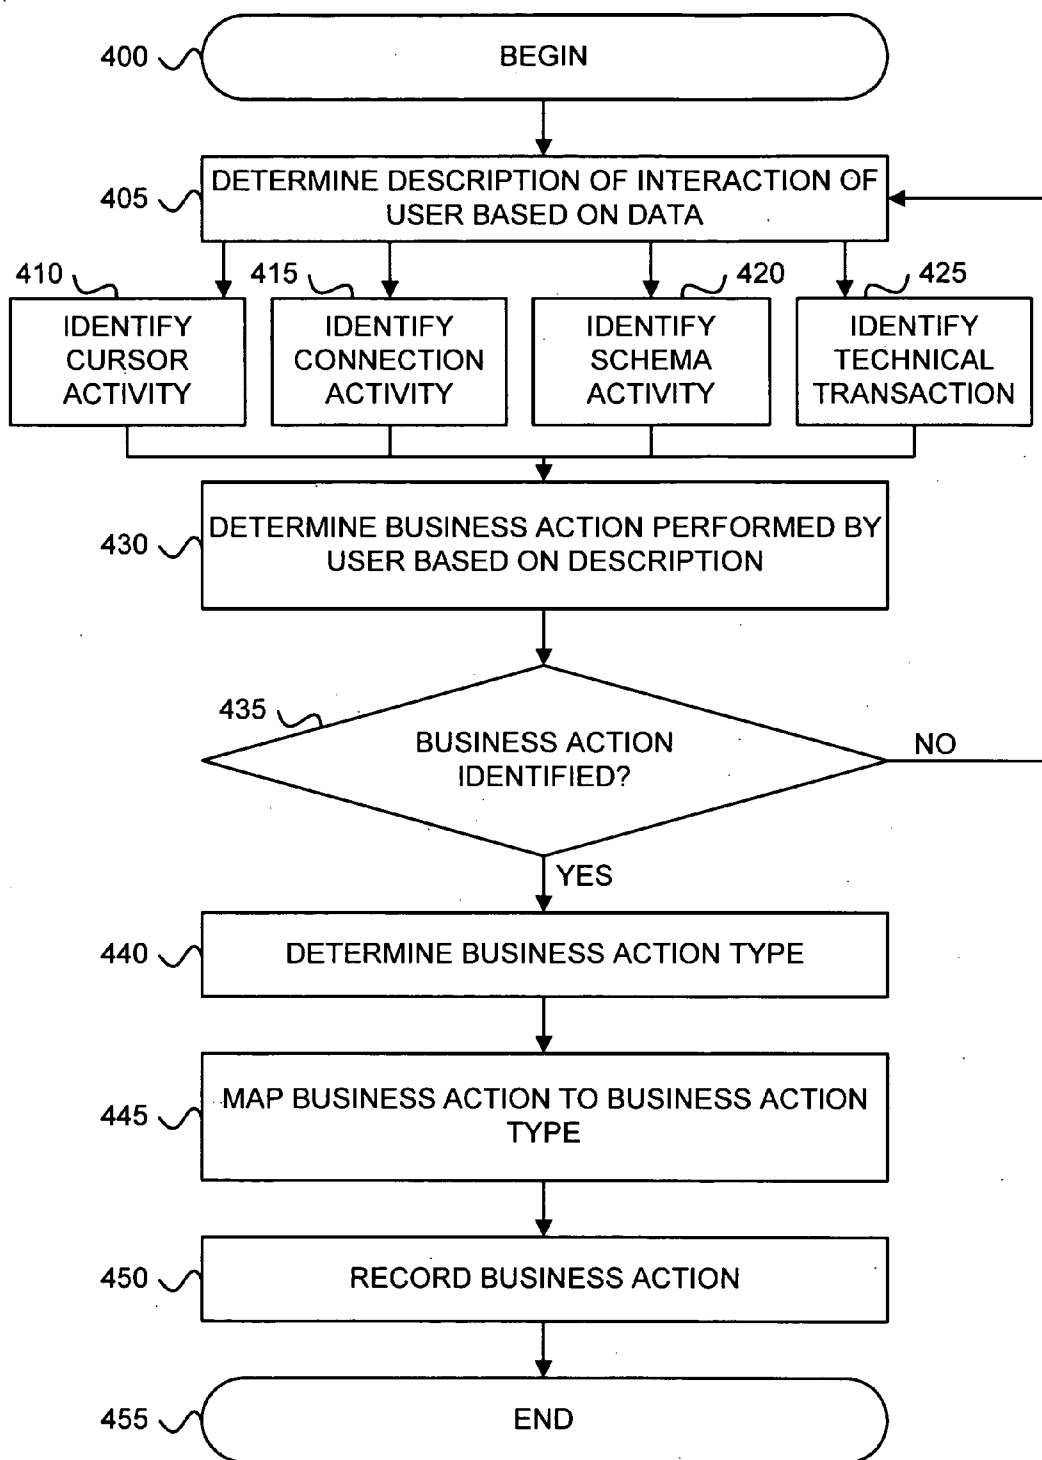 400
BEGIN
405
DETERMINE DESCRIPTION OF INTERACTION OF
USER BASED ON DATA
410
415
420
425
IDENTIFY
CURSOR
ACTIVITY
IDENTIFY
CONNECTION
ACTIVITY
IDENTIFY
SCHEMA
ACTIVITY
IDENTIFY
TECHNICAL
TRANSACTION
430
DETERMINE BUSINESS ACTION PERFORMED BY
USER BASED ON DESCRIPTION
435
BUSINESS ACTION
IDENTIFIED?
NO
YES
440
DETERMINE BUSINESS ACTION TYPE
445
MAP BUSINESS ACTION TO BUSINESS ACTION
TYPE
450
RECORD BUSINESS ACTION
455
END